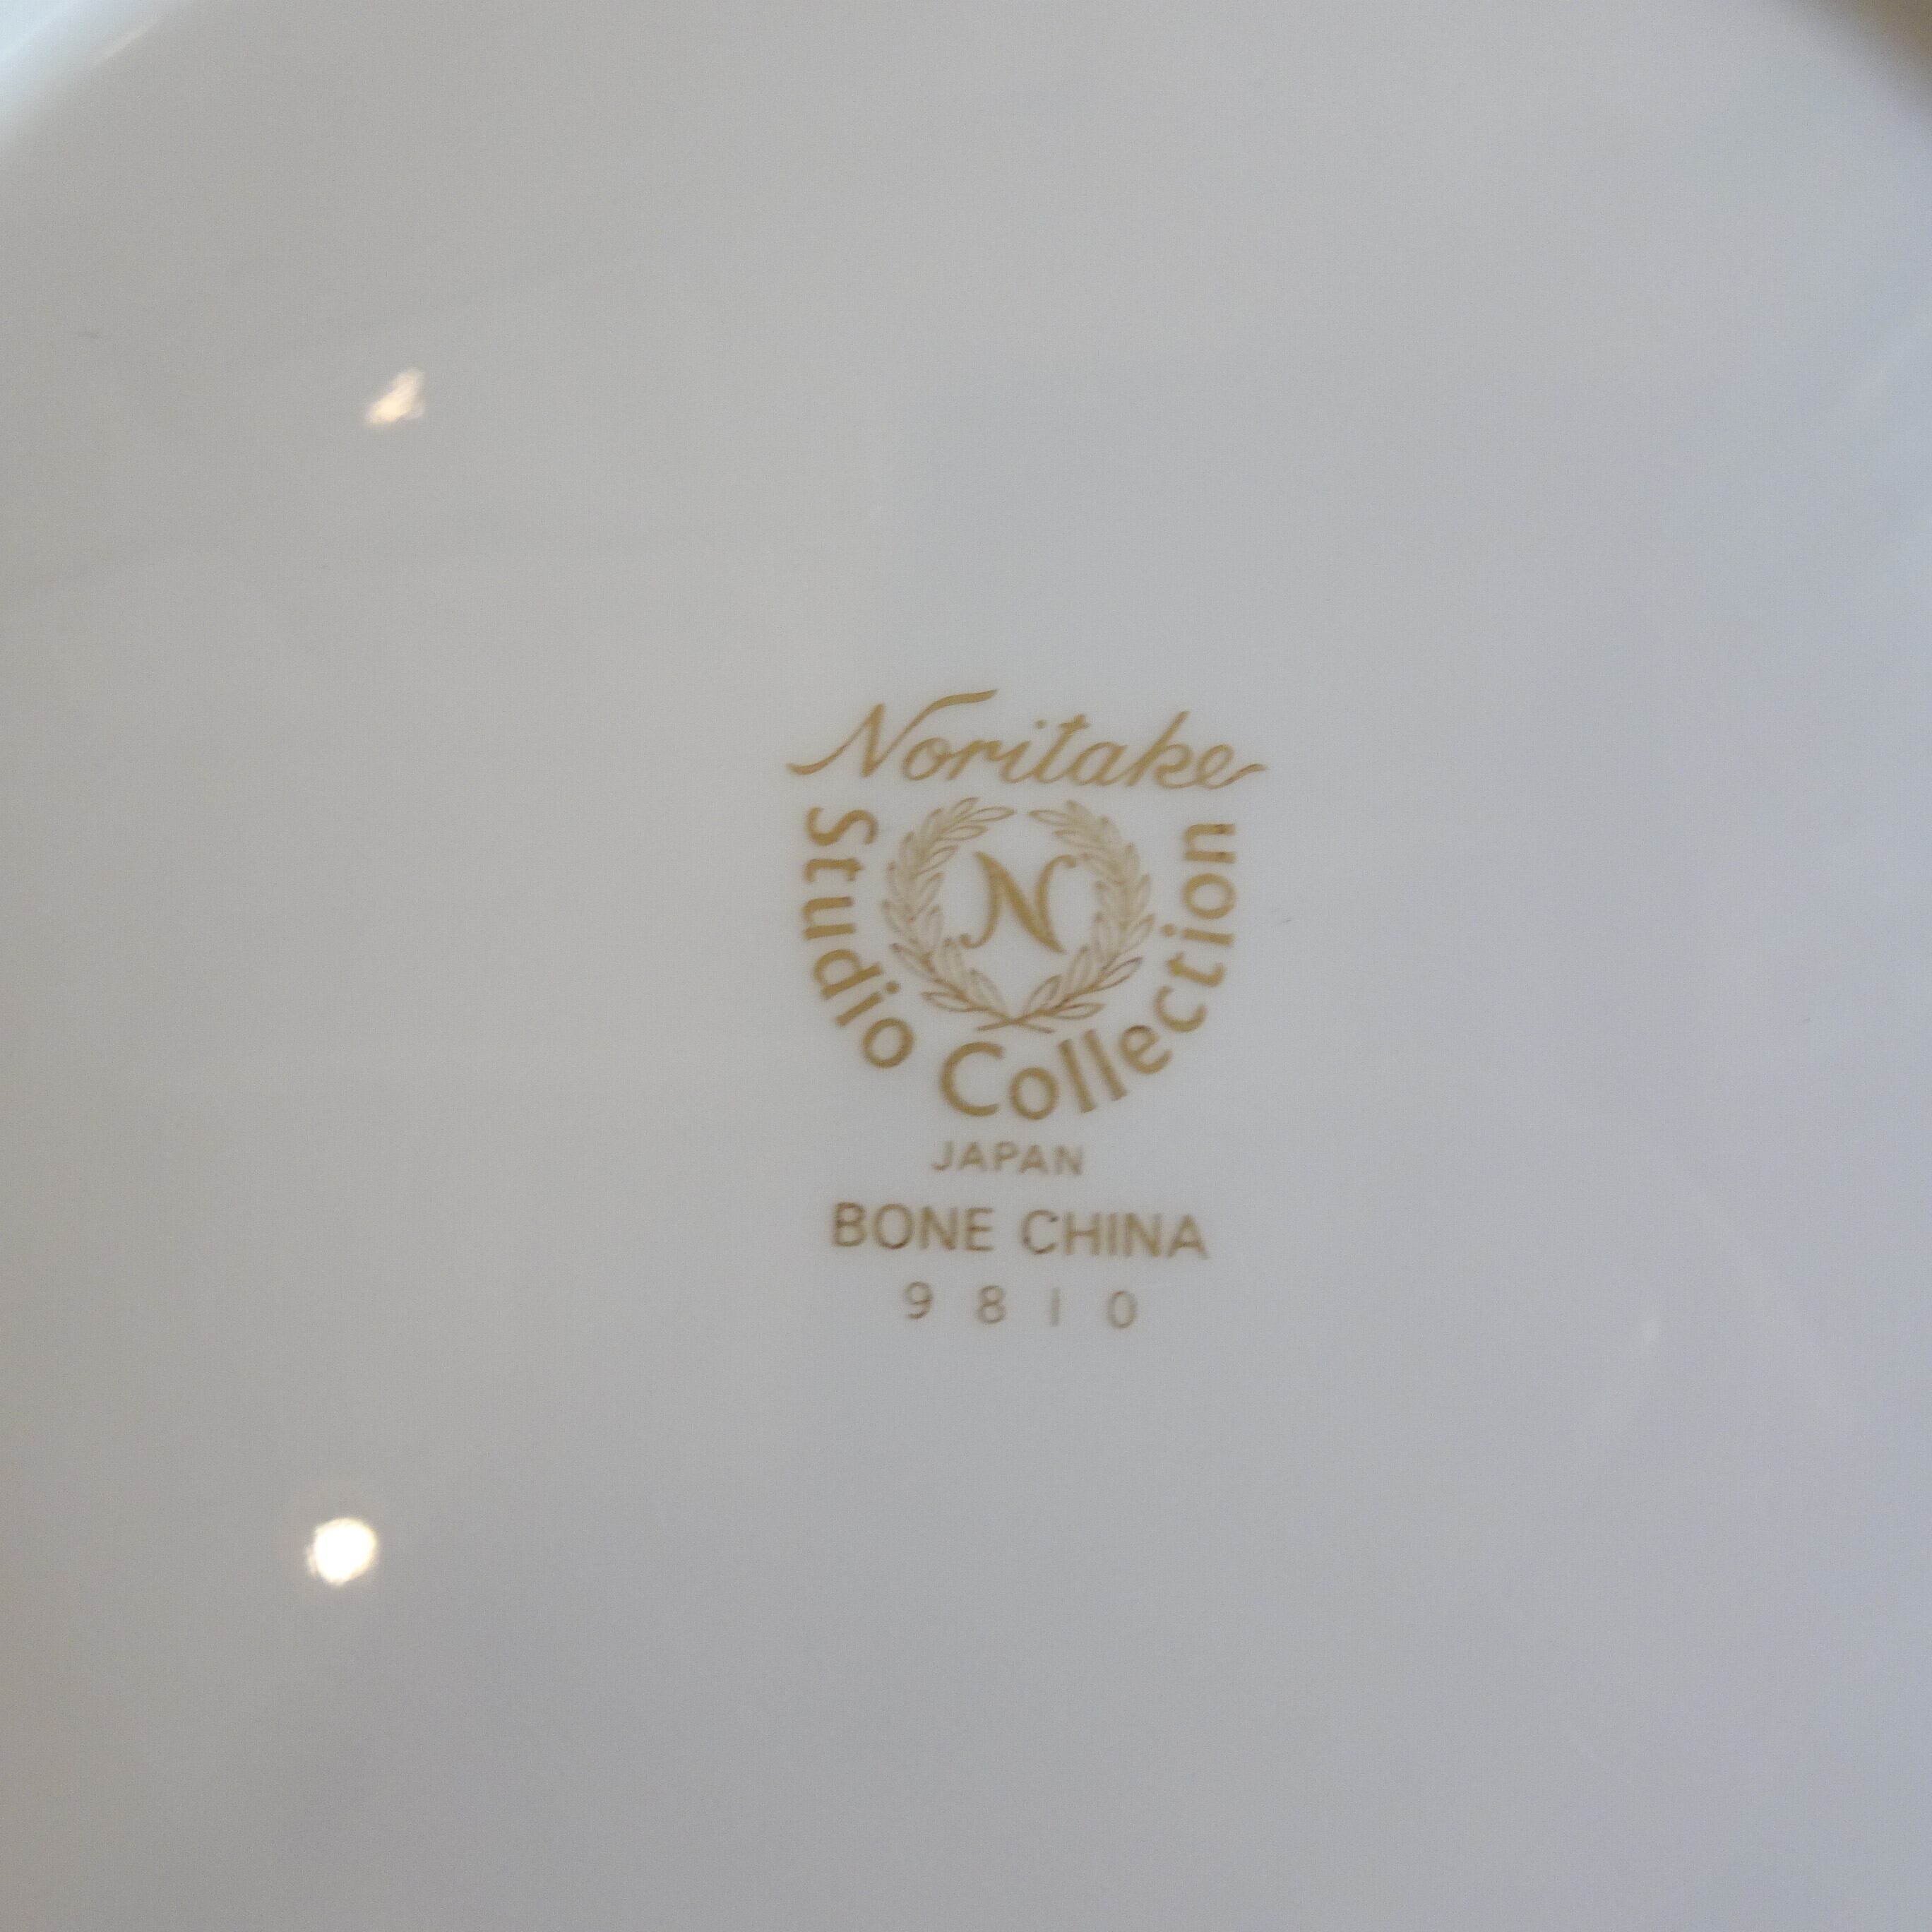 Noritake
Studio Collection
N
JAPAN
BONE CHINA
9810